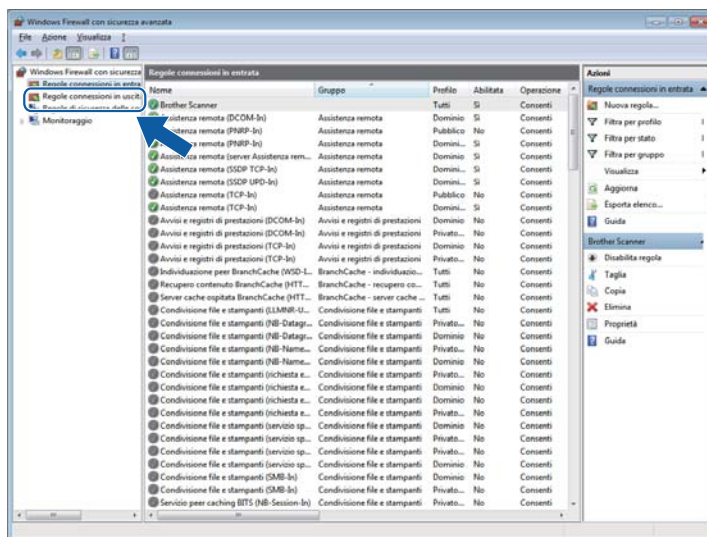 Windows Firewall con sicurezza avanzata
File Azione Visualizza ?
Windows Firewall con sicurezza
Regole connessioni in entra
Regole connessioni in uscit
Regole di sicurezza delle co
Monitoraggio
Regole connessioni in entrata
Nome Gruppo Profilo Abilitata Operazione
Brother Scanner Tutti Sì Consenti
Assistenza remota (DCOM-In) Assistenza remota Dominio Sì Consenti
Assistenza remota (PNRP-In) Assistenza remota Pubblico No Consenti
Assistenza remota (PNRP-In) Assistenza remota Domini... Sì Consenti
Assistenza remota (server Assistenza rem... Assistenza remota Dominio Sì Consenti
Assistenza remota (SSDP TCP-In) Assistenza remota Domini... Sì Consenti
Assistenza remota (SSDP UPD-In) Assistenza remota Domini... Sì Consenti
Assistenza remota (TCP-In) Assistenza remota Pubblico No Consenti
Assistenza remota (TCP-In) Assistenza remota Domini... Sì Consenti
Avvisi e registri di prestazioni (DCOM-In) Avvisi e registri di prestazioni Dominio No Consenti
Avvisi e registri di prestazioni (DCOM-In) Avvisi e registri di prestazioni Privato... No Consenti
Avvisi e registri di prestazioni (TCP-In) Avvisi e registri di prestazioni Dominio No Consenti
Avvisi e registri di prestazioni (TCP-In) Avvisi e registri di prestazioni Privato... No Consenti
Individuazione peer BranchCache (WSD-I... BranchCache - individuazio... Tutti No Consenti
Recupero contenuto BranchCache (HTT... BranchCache - recupero co... Tutti No Consenti
Server cache ospitata BranchCache (HTT... BranchCache - server cache ... Tutti No Consenti
Condivisione file e stampanti (LLMNR-U... Condivisione file e stampanti Tutti No Consenti
Condivisione file e stampanti (NB-Datagr... Condivisione file e stampanti Privato... No Consenti
Condivisione file e stampanti (NB-Datagr... Condivisione file e stampanti Dominio No Consenti
Condivisione file e stampanti (NB-Name... Condivisione file e stampanti Privato... No Consenti
Condivisione file e stampanti (NB-Name... Condivisione file e stampanti Dominio No Consenti
Condivisione file e stampanti (richiesta e... Condivisione file e stampanti Privato... No Consenti
Condivisione file e stampanti (richiesta e... Condivisione file e stampanti Dominio No Consenti
Condivisione file e stampanti (richiesta e... Condivisione file e stampanti Privato... No Consenti
Condivisione file e stampanti (servizio sp... Condivisione file e stampanti Dominio No Consenti
Condivisione file e stampanti (servizio sp... Condivisione file e stampanti Privato... No Consenti
Condivisione file e stampanti (servizio sp... Condivisione file e stampanti Privato... No Consenti
Condivisione file e stampanti (servizio sp... Condivisione file e stampanti Dominio No Consenti
Condivisione file e stampanti (SMB-In) Condivisione file e stampanti Dominio No Consenti
Condivisione file e stampanti (SMB-In) Condivisione file e stampanti Privato... No Consenti
Servizio peer caching BITS (NB-Session-In) Condivisione file e stampanti Privato... No Consenti
Azioni
Regole connessioni in entrata
Nuova regola...
Filtra per profilo
Filtra per stato
Filtra per gruppo
Visualizza
Aggiorna
Esporta elenco...
Guida
Brother Scanner
Disabilita regola
Taglia
Copia
Elimina
Proprietà
Guida